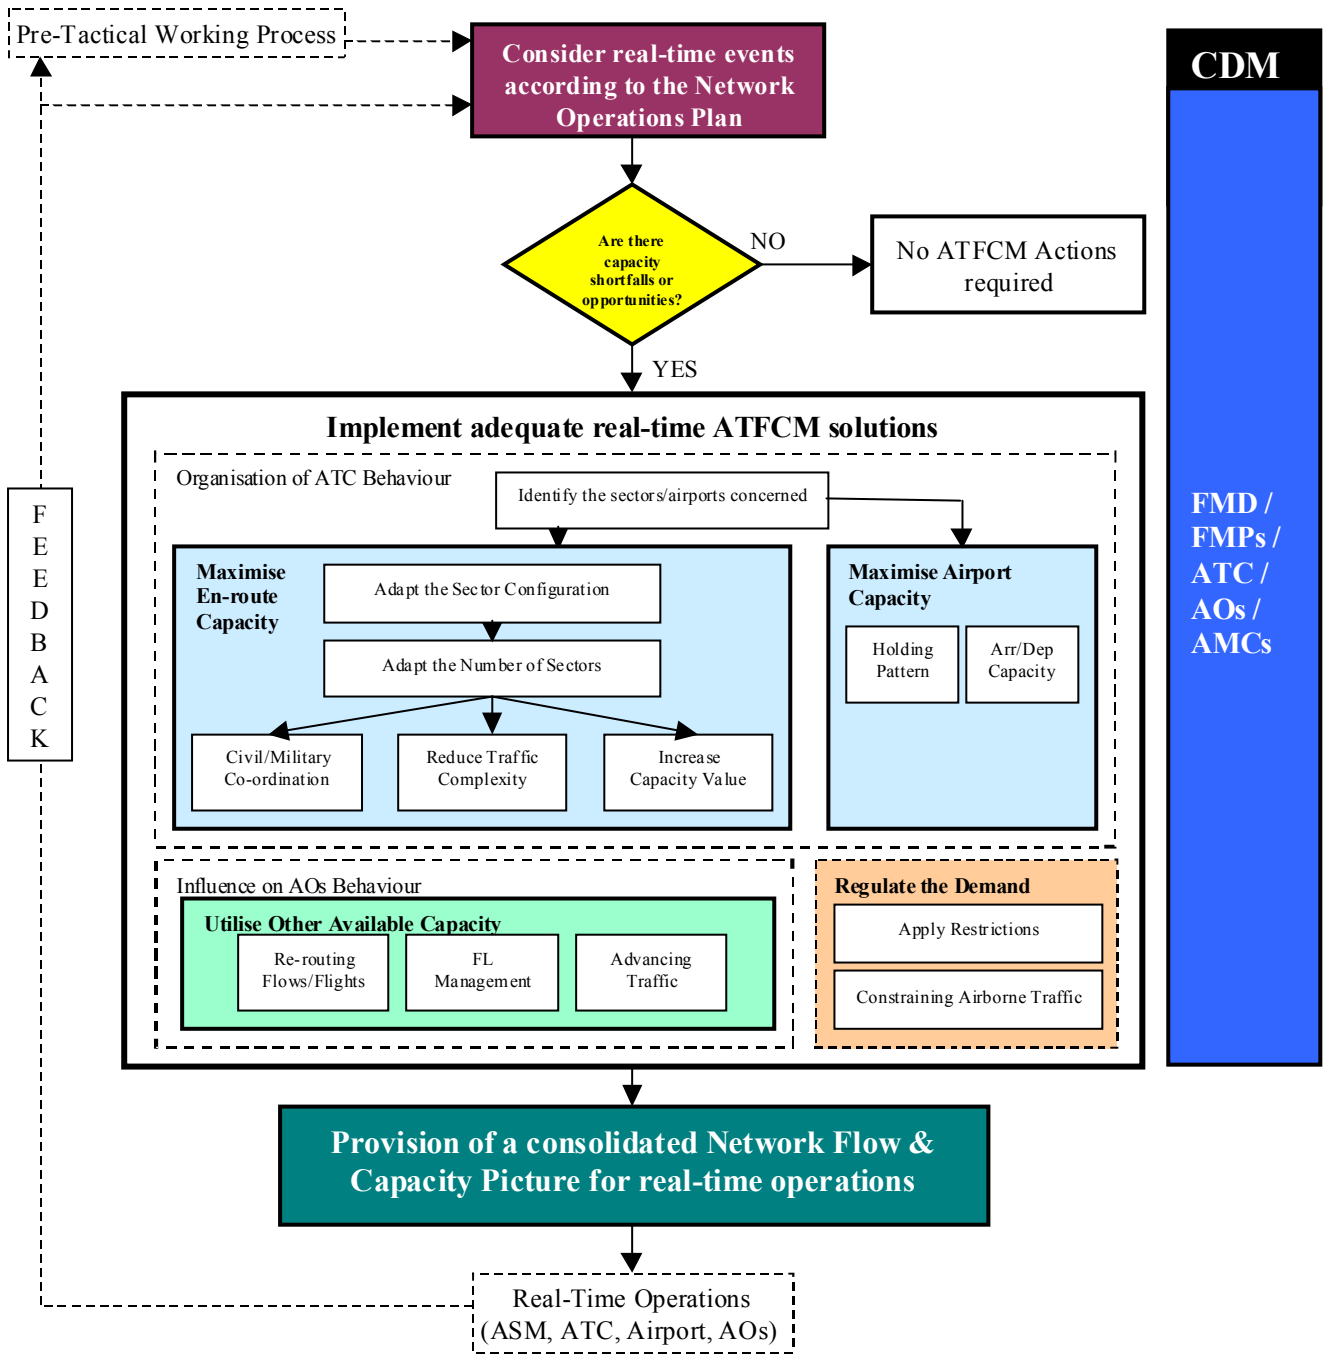 Pre-Tactical Working Process
Consider real-time events
according to the Network
Operations Plan
CDM
Are there
capacity
shortfalls or
opportunities?
NO
No ATFCM Actions
required
YES
Implement adequate real-time ATFCM solutions
Organisation of ATC Behaviour
Identify the sectors/airports concerned
Maximise
En-route
Capacity
Adapt the Sector Configuration
Adapt the Number of Sectors
Civil/Military
Co-ordination
Reduce Traffic
Complexity
Increase
Capacity Value
Maximise Airport
Capacity
Holding
Pattern
Arr/Dep
Capacity
FMD /
FMPs /
ATC /
AOs /
AMCs
F
E
E
D
B
A
C
K
Influence on AOs Behaviour
Utilise Other Available Capacity
Re-routing
Flows/Flights
FL
Management
Advancing
Traffic
Regulate the Demand
Apply Restrictions
Constraining Airborne Traffic
Provision of a consolidated Network Flow &
Capacity Picture for real-time operations
Real-Time Operations
(ASM, ATC, Airport, AOs)